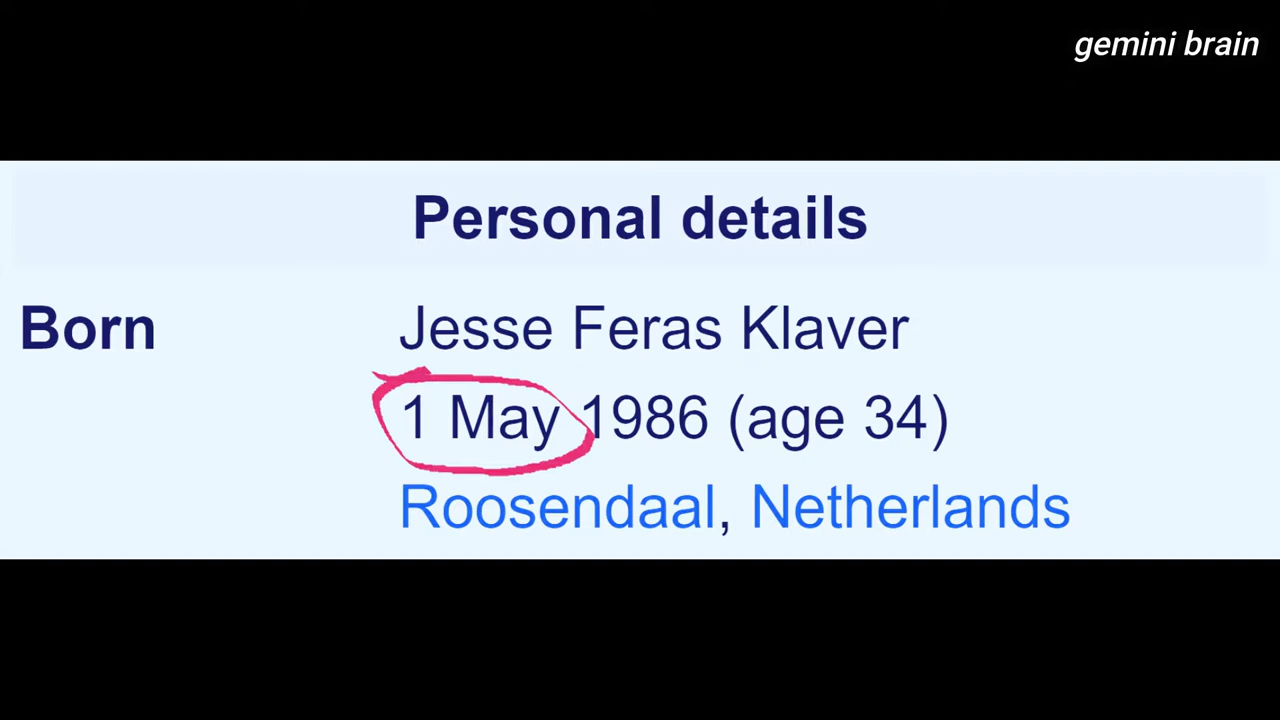 gemini brain
Personal details
Born Jesse Feras Klaver
1 May 1986 (age 34)
Roosendaal, Netherlands